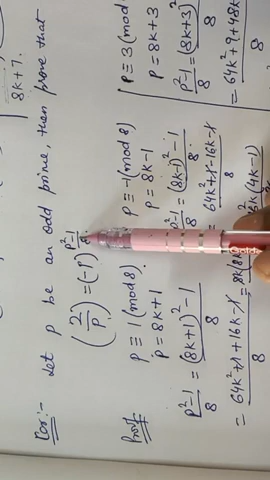 8k+7.
Cor:- Let p be an odd prime, then prove that
(2/p) = (-1)^((p²-1)/8)
Proof p ≡ 1 (mod 8) p ≡ -1 (mod 8) p ≡ 3 (mod
p = 8k+1 p = 8k-1 p = 8k+3
(p²-1)/8 = ((8k+1)²-1)/8 (p²-1)/8 = ((8k-1)²-1)/8 (p²-1)/8 = (8k+3)²/8
= (64k²+1+16k-1)/8 = 8k(8 64k²+1-16k-1 = (64k²+9+48k/8
(4k-1)
Gold